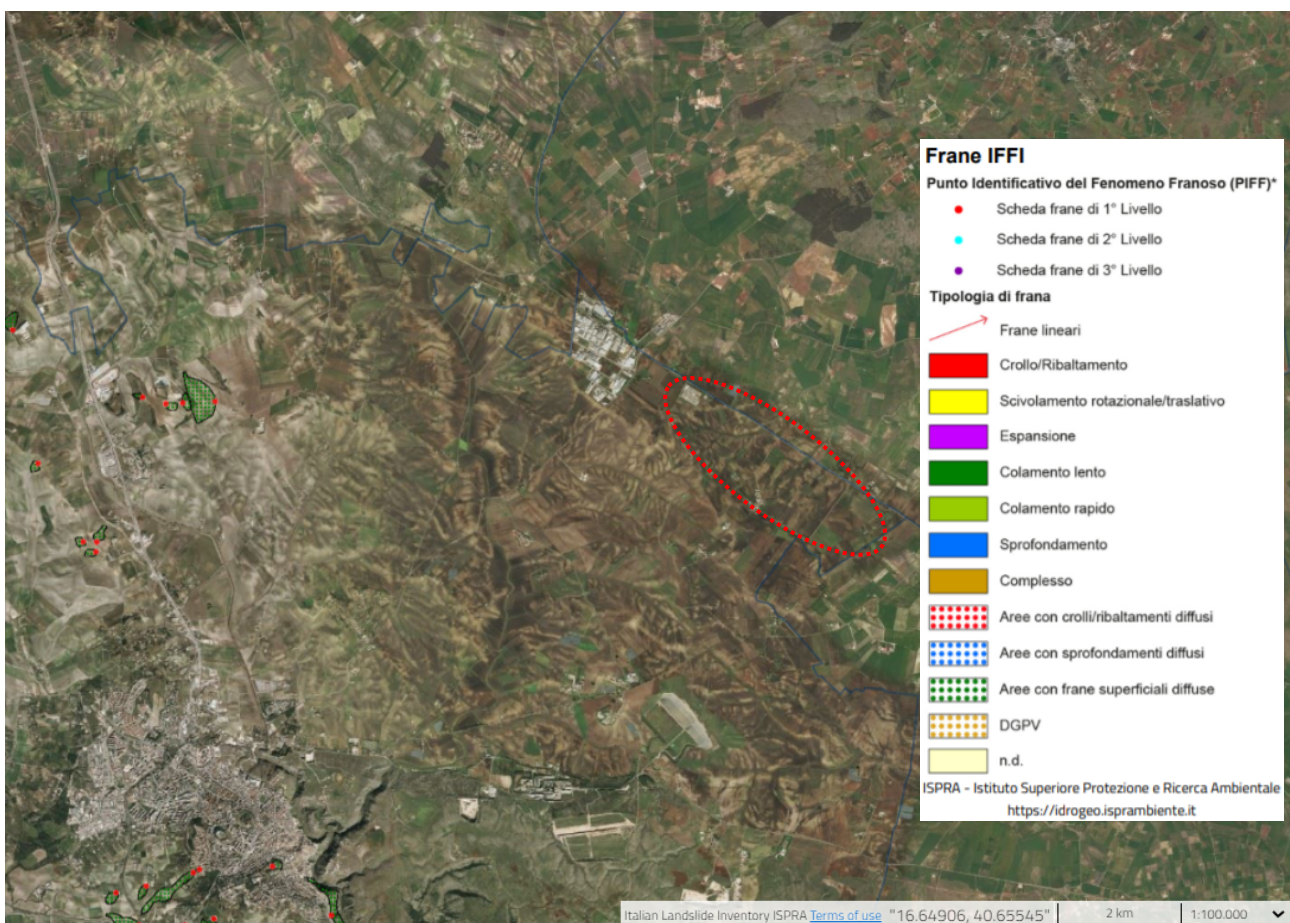 Frane IFFI
Punto Identificativo del Fenomeno Franoso (PIFF)*
Scheda frane di 1° Livello
Scheda frane di 2° Livello
Scheda frane di 3° Livello
Tipologia di frana
Frane lineari
Crollo/Ribaltamento
Scivolamento rotazionale/traslativo
Espansione
Colamento lento
Colamento rapido
Sprofondamento
Complesso
Aree con crolli/ribaltamenti diffusi
Aree con sprofondamenti diffusi
Aree con frane superficiali diffuse
DGPV
n.d.
ISPRA - Istituto Superiore Protezione e Ricerca Ambientale
https://idrogeo.isprambiente.it
Italian Landslide Inventory ISPRA Terms of use "16.64906, 40.65545" 2 km 1:100.000